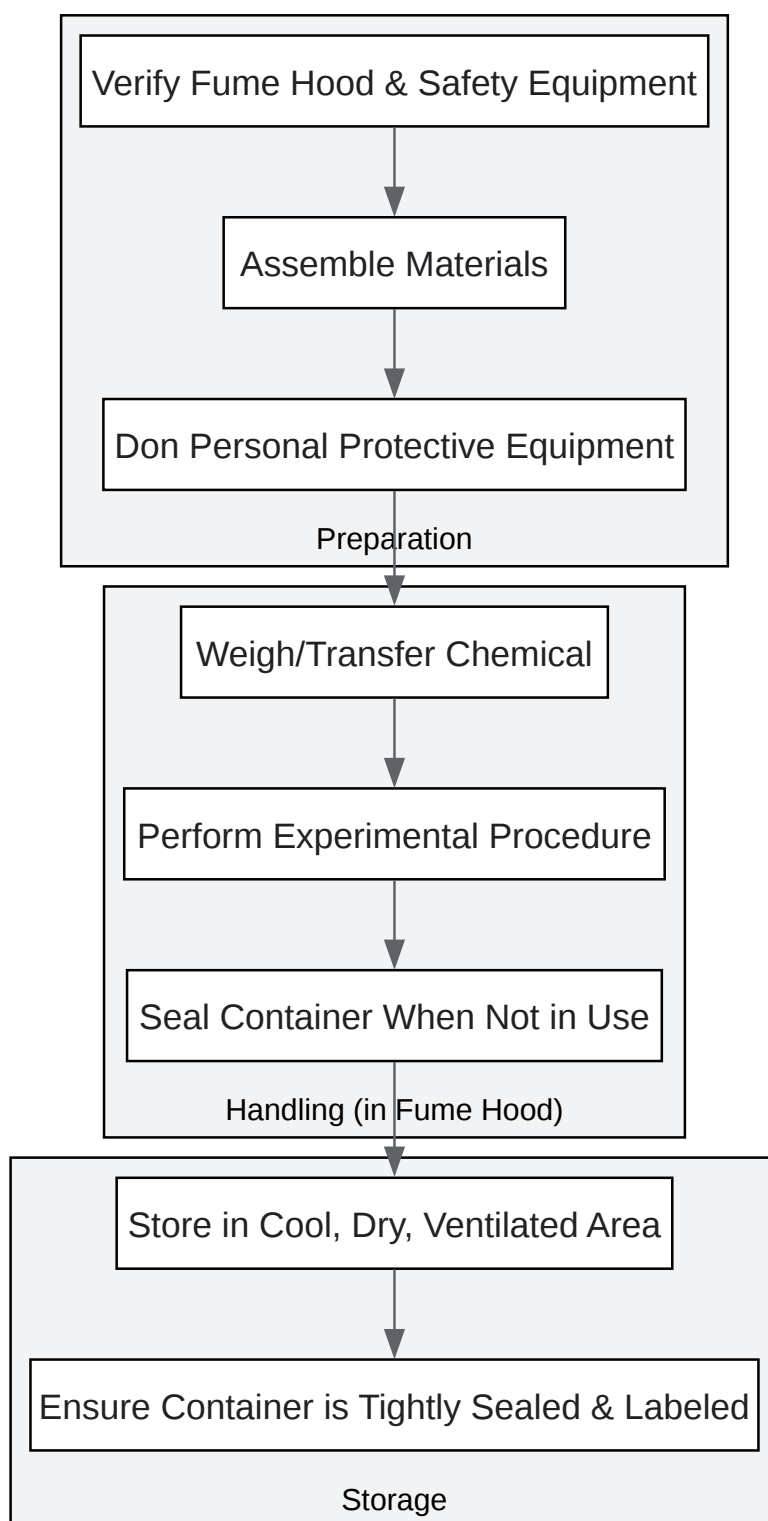 Verify Fume Hood & Safety Equipment
Assemble Materials
Don Personal Protective Equipment
Preparation
Weigh/Transfer Chemical
Perform Experimental Procedure
Seal Container When Not in Use
Handling (in Fume Hood)
Store in Cool, Dry, Ventilated Area
Ensure Container is Tightly Sealed & Labeled
Storage